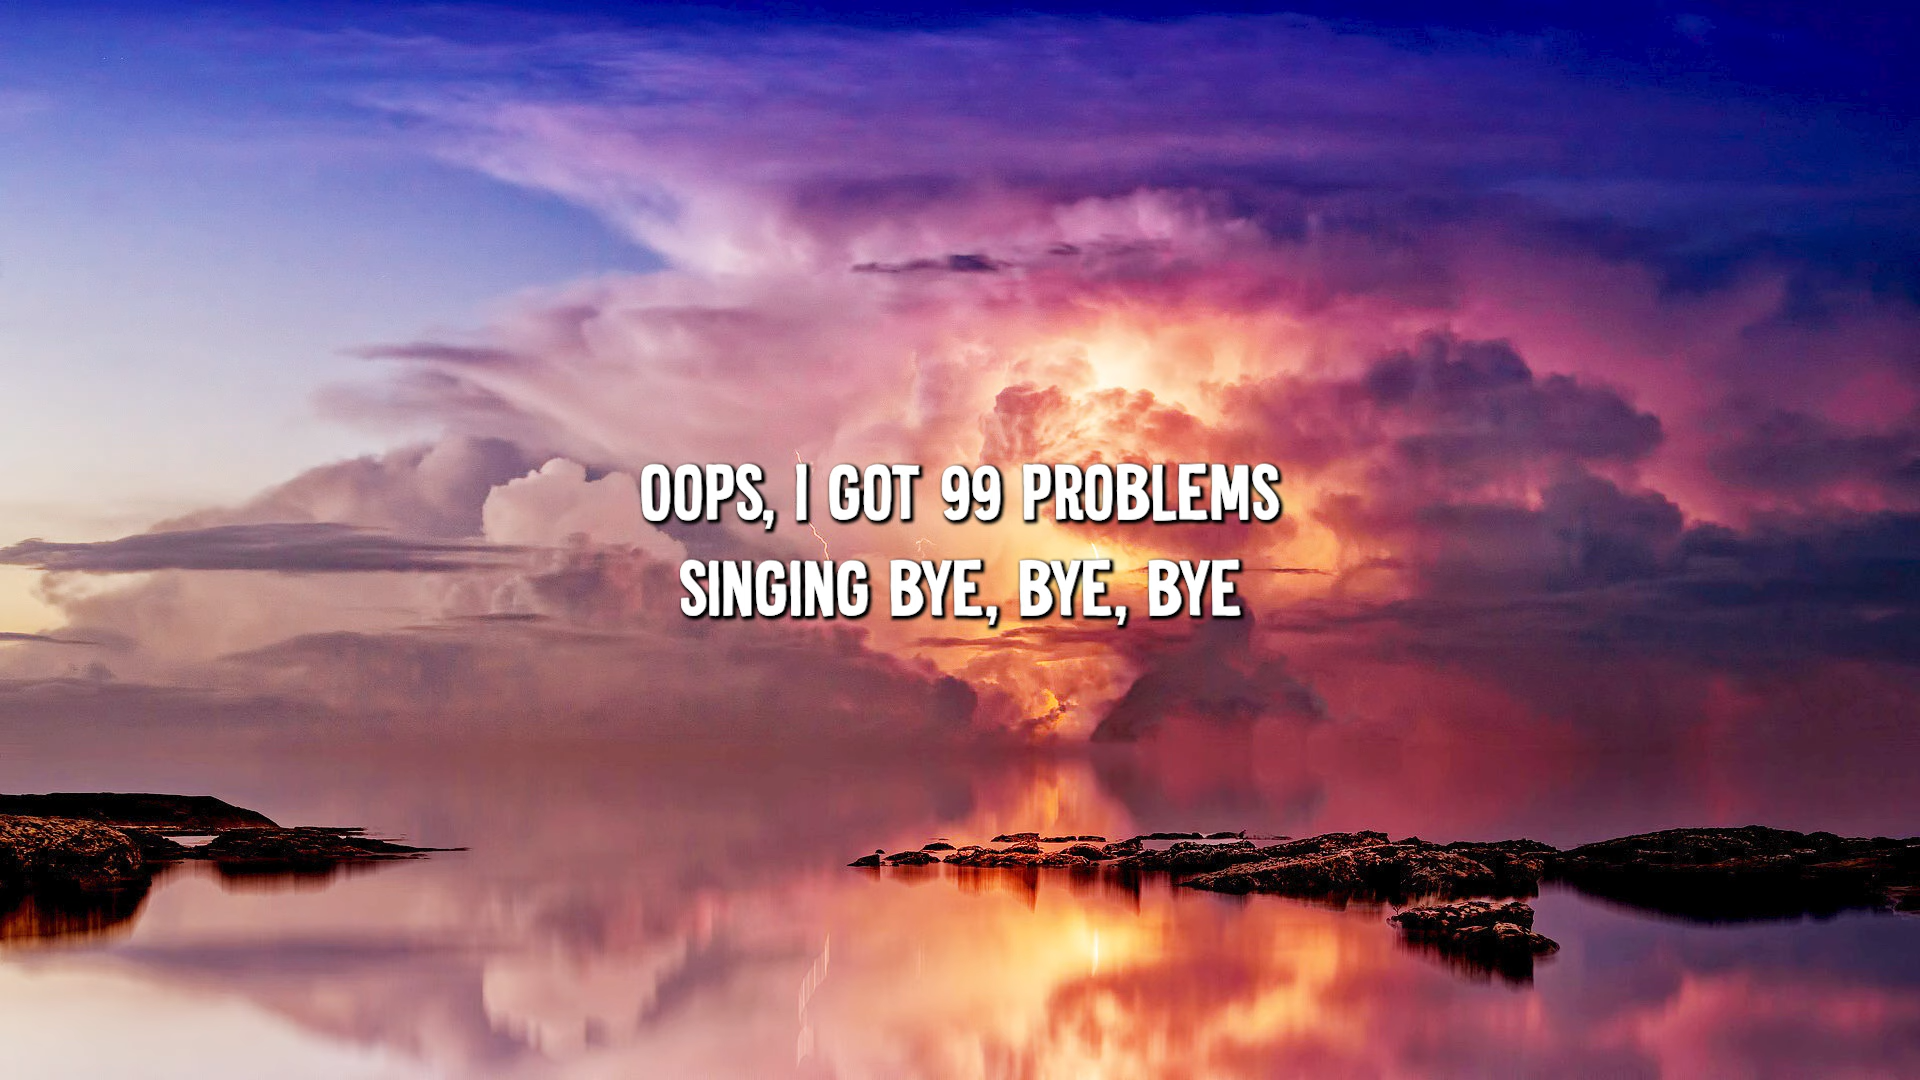 OOPS, I GOT 99 PROBLEMS
SINGING BYE, BYE, BYE